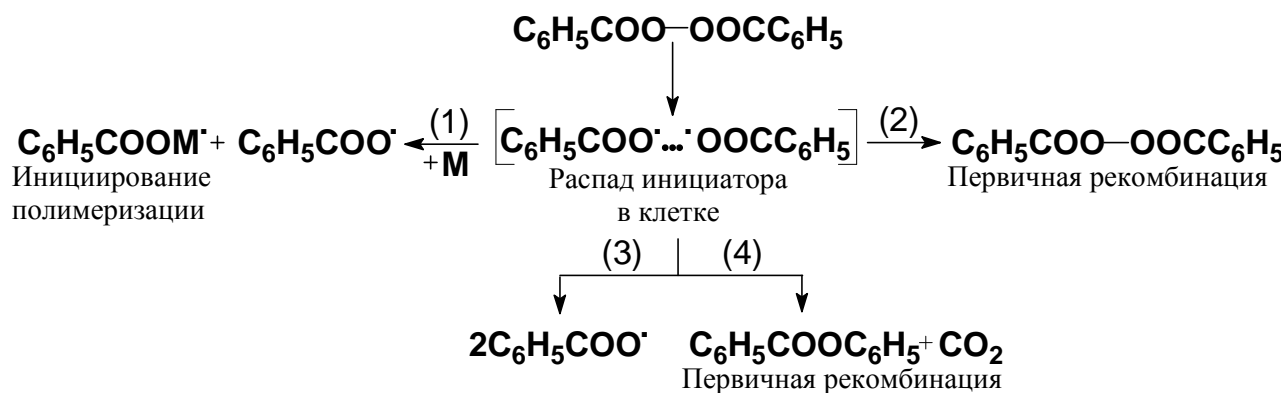 C₆H₅COO—OOCC₆H₅
C₆H₅COOM˙ + C₆H₅COO˙ (1) +M [C₆H₅COO˙...˙OOCC₆H₅] (2) C₆H₅COO—OOCC₆H₅
Инициирование
полимеризации
Распад инициатора
в клетке
Первичная рекомбинация
(3) (4)
2C₆H₅COO˙ C₆H₅COOC₆H₅+ CO₂
Первичная рекомбинация